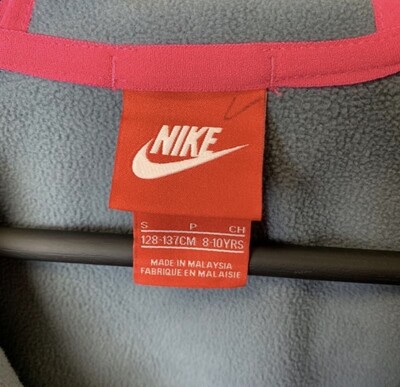 NIKE
S P CH
128-137CM 8-10YRS
MADE IN MALAYSIA
FABRIQUE EN MALAISIE